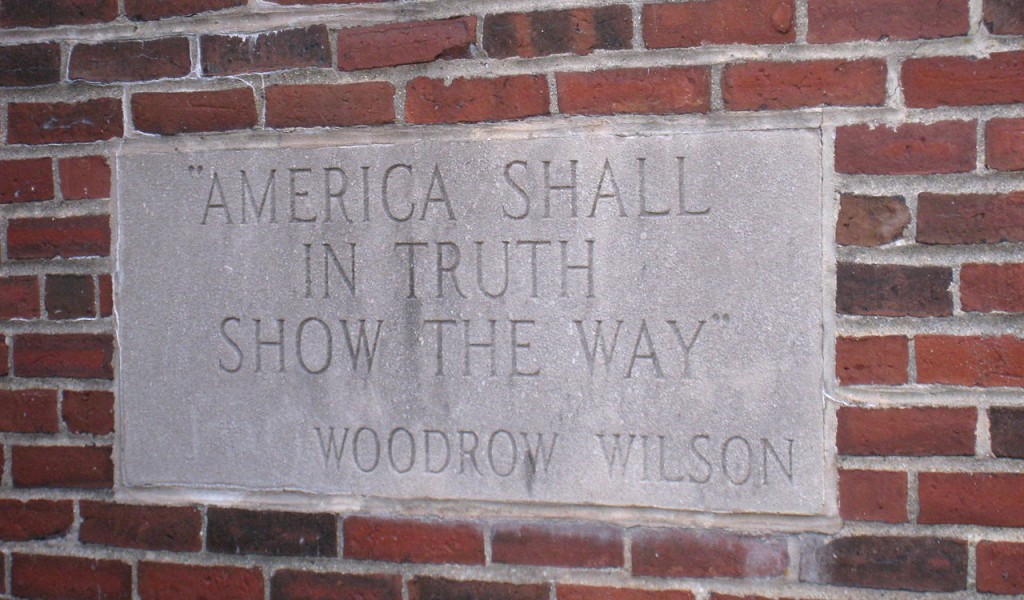 "AMERICA SHALL
IN TRUTH
SHOW THE WAY"
WOODROW WILSON